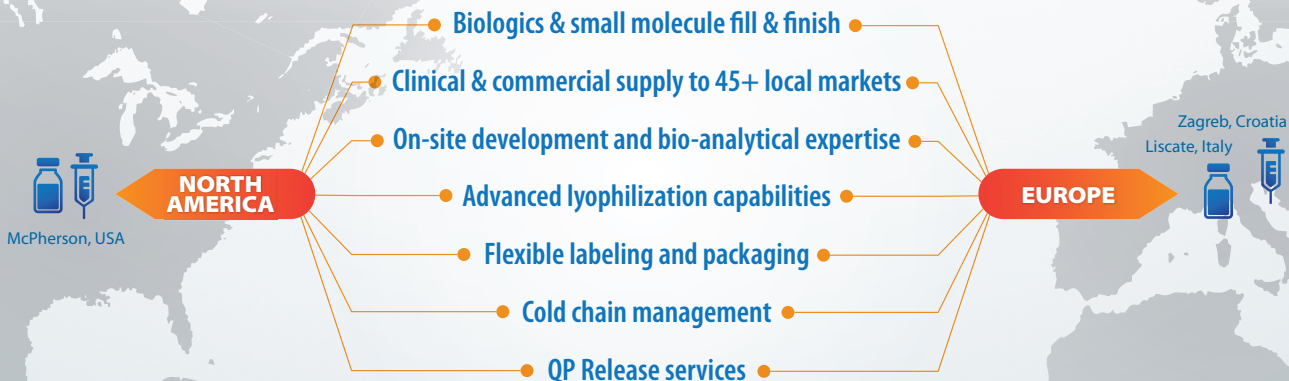 Biologics & small molecule fill & finish
Clinical & commercial supply to 45+ local markets
On-site development and bio-analytical expertise
Advanced lyophilization capabilities
Flexible labeling and packaging
Cold chain management
QP Release services
E
NORTH
AMERICA
McPherson, USA
EUROPE
Zagreb, Croatia
Liscate, Italy
E